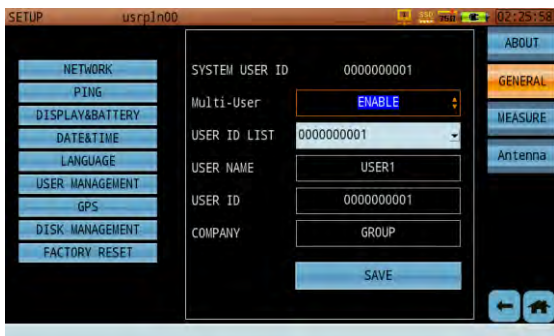 SETUP usrpIn00 02:25:58
ABOUT
NETWORK
SYSTEM USER ID 0000000001
GENERAL
PING
Multi-User ENABLE
DISPLAY&BATTERY
MEASURE
DATE&TIME
USER ID LIST 0000000001
LANGUAGE
Antenna
USER NAME USER1
USER MANAGEMENT
GPS
USER ID 0000000001
DISK MANAGEMENT
COMPANY GROUP
FACTORY RESET
SAVE